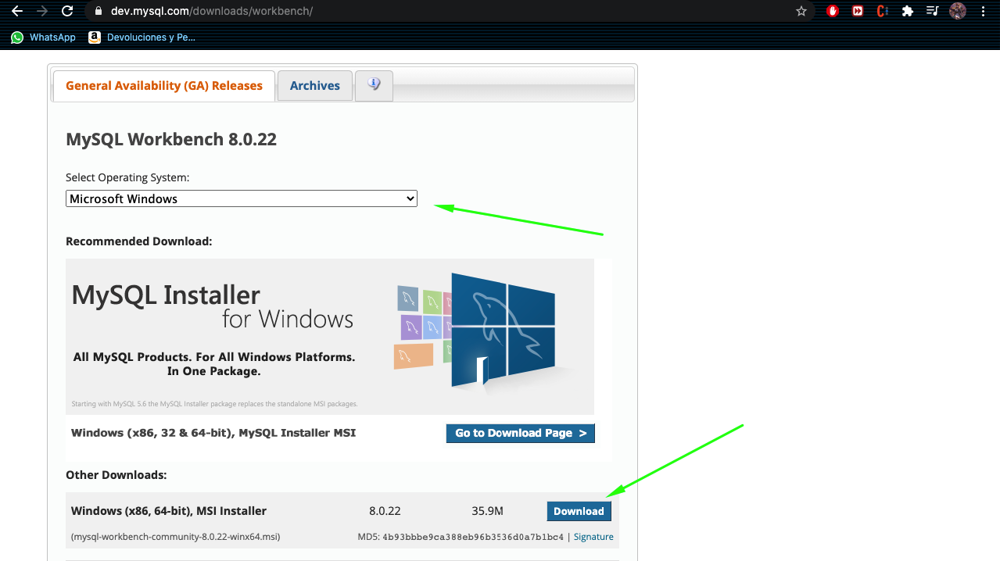 dev.mysql.com/downloads/workbench/
WhatsApp
Devoluciones y Pe...
General Availability (GA) Releases
Archives
MySQL Workbench 8.0.22
Select Operating System:
Microsoft Windows
Recommended Download:
MySQL Installer
for Windows
All MySQL Products. For All Windows Platforms.
In One Package.
Starting with MySQL 5.6 the MySQL Installer package replaces the standalone MSI packages.
Windows (x86, 32 & 64-bit), MySQL Installer MSI
Go to Download Page >
Other Downloads:
Windows (x86, 64-bit), MSI Installer 8.0.22 35.9M Download
(mysql-workbench-community-8.0.22-winx64.msi) MD5: 4b93bbbe9ca388eb96b3536d0a7b1bc4 | Signature